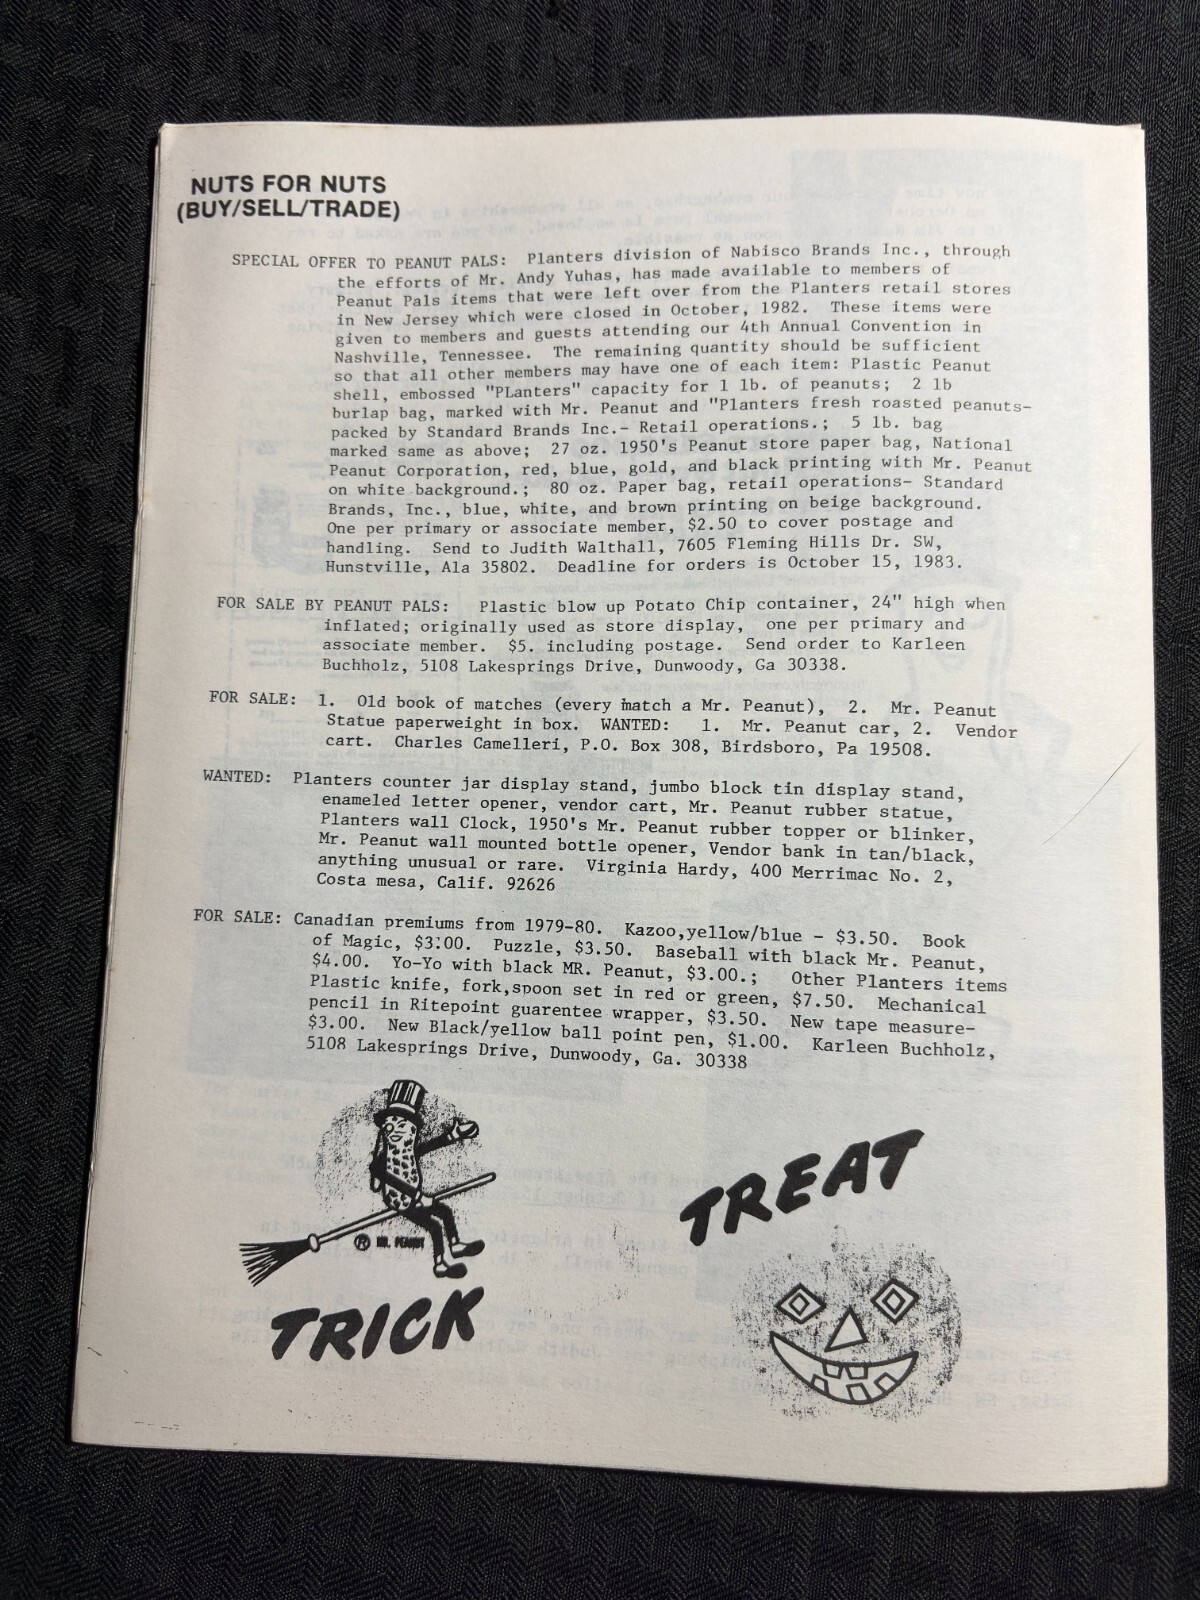 NUTS FOR NUTS
(BUY/SELL/TRADE)
SPECIAL OFFER TO PEANUT PALS: Planters division of Nabisco Brands Inc., through
the efforts of Mr. Andy Yuhas, has made available to members of
Peanut Pals items that were left over from the Planters retail stores
in New Jersey which were closed in October, 1982. These items were
given to members and guests attending our 4th Annual Convention in
Nashville, Tennessee. The remaining quantity should be sufficient
so that all other members may have one of each item: Plastic Peanut
shell, embossed "PLanters" capacity for 1 lb. of peanuts; 2 lb
burlap bag, marked with Mr. Peanut and "Planters fresh roasted peanuts-
packed by Standard Brands Inc.- Retail operations.; 5 lb. bag
marked same as above; 27 oz. 1950's Peanut store paper bag, National
Peanut Corporation, red, blue, gold, and black printing with Mr. Peanut
on white background.; 80 oz. Paper bag, retail operations- Standard
Brands, Inc., blue, white, and brown printing on beige background.
One per primary or associate member, $2.50 to cover postage and
handling. Send to Judith Walthall, 7605 Fleming Hills Dr. SW,
Hunstville, Ala 35802. Deadline for orders is October 15, 1983.
FOR SALE BY PEANUT PALS: Plastic blow up Potato Chip container, 24" high when
inflated; originally used as store display, one per primary and
associate member. $5. including postage. Send order to Karleen
Buchholz, 5108 Lakesprings Drive, Dunwoody, Ga 30338.
FOR SALE: 1. Old book of matches (every match a Mr. Peanut), 2. Mr. Peanut
Statue paperweight in box. WANTED: 1. Mr. Peanut car, 2. Vendor
cart. Charles Camelleri, P.O. Box 308, Birdsboro, Pa 19508.
WANTED: Planters counter jar display stand, jumbo block tin display stand,
enameled letter opener, vendor cart, Mr. Peanut rubber statue,
Planters wall Clock, 1950's Mr. Peanut rubber topper or blinker,
Mr. Peanut wall mounted bottle opener, Vendor bank in tan/black,
anything unusual or rare. Virginia Hardy, 400 Merrimac No. 2,
Costa mesa, Calif. 92626
FOR SALE: Canadian premiums from 1979-80. Kazoo,yellow/blue - $3.50. Book
of Magic, $3.00. Puzzle, $3.50. Baseball with black Mr. Peanut,
$4.00. Yo-Yo with black MR. Peanut, $3.00.; Other Planters items
Plastic knife, fork,spoon set in red or green, $7.50. Mechanical
pencil in Ritepoint guarentee wrapper, $3.50. New tape measure-
$3.00. New Black/yellow ball point pen, $1.00. Karleen Buchholz,
5108 Lakesprings Drive, Dunwoody, Ga. 30338
TREAT
® MR. PEANUT
TRICK